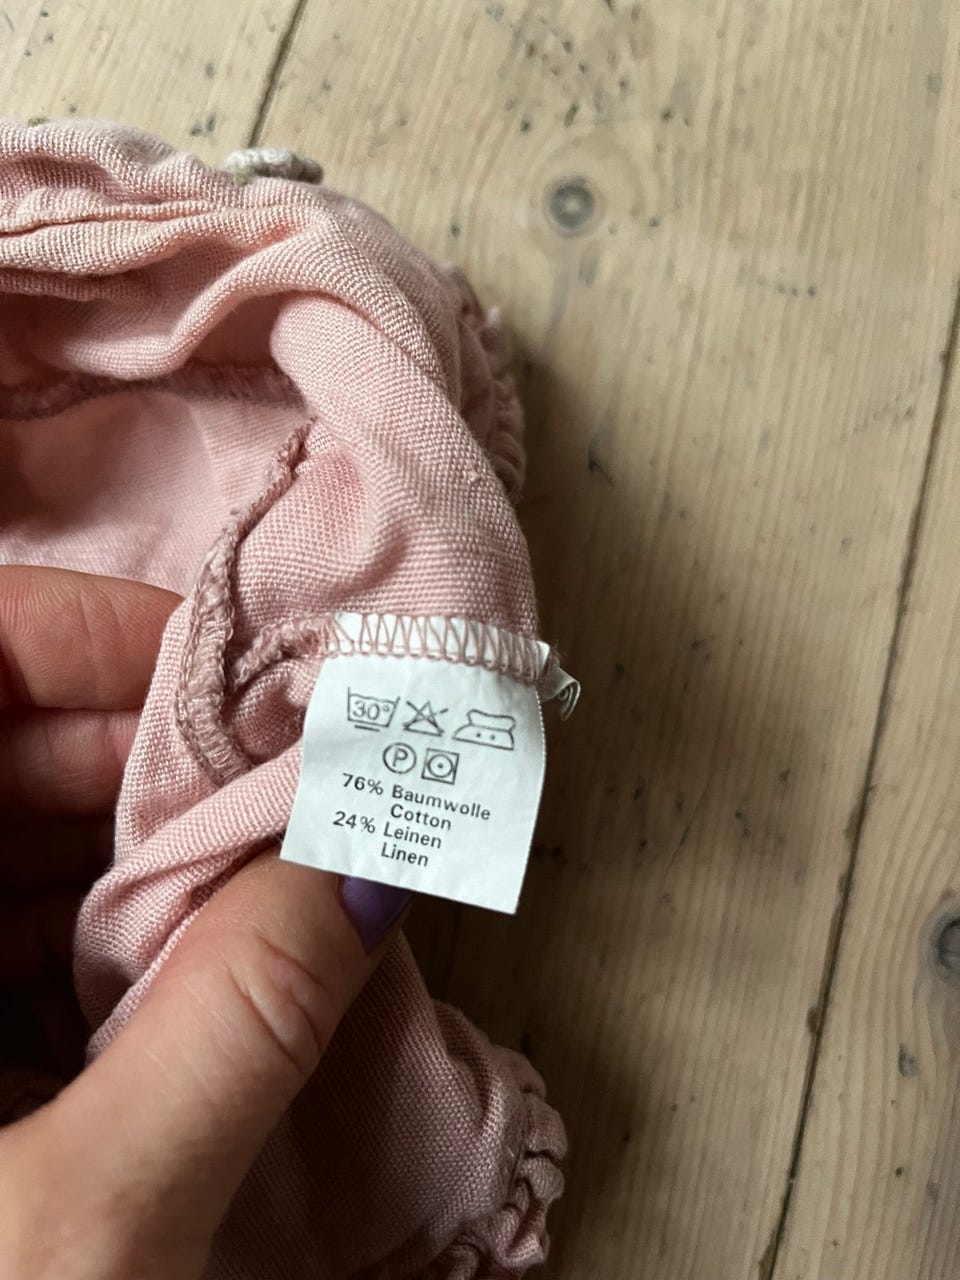 30°
P
76% Baumwolle
Cotton
24% Leinen
Linen